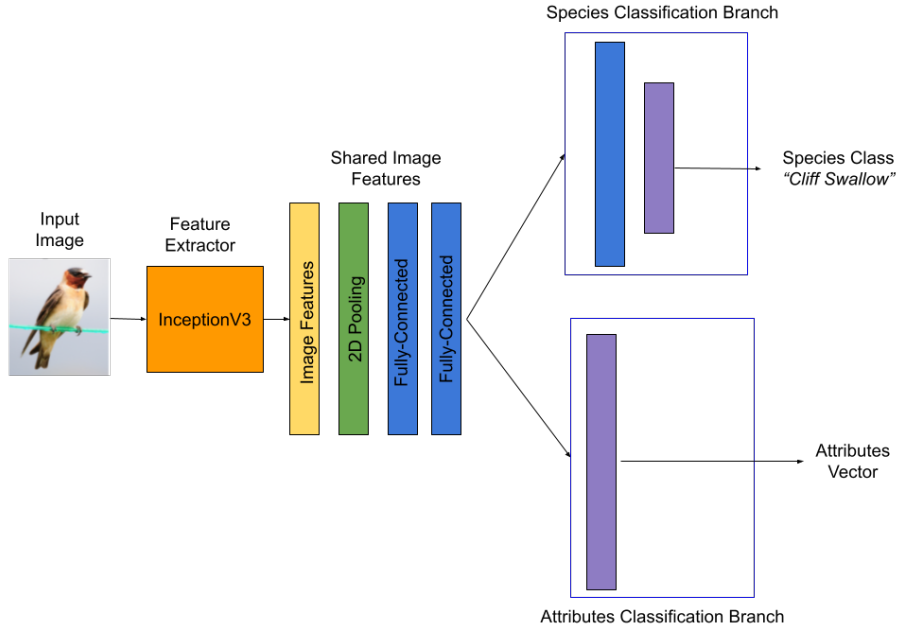 Species Classification Branch
Shared Image
Features
Species Class
“Cliff Swallow”
Input
Image
Feature
Extractor
InceptionV3
Image Features
2D Pooling
Fully-Connected
Fully-Connected
Attributes
Vector
Attributes Classification Branch